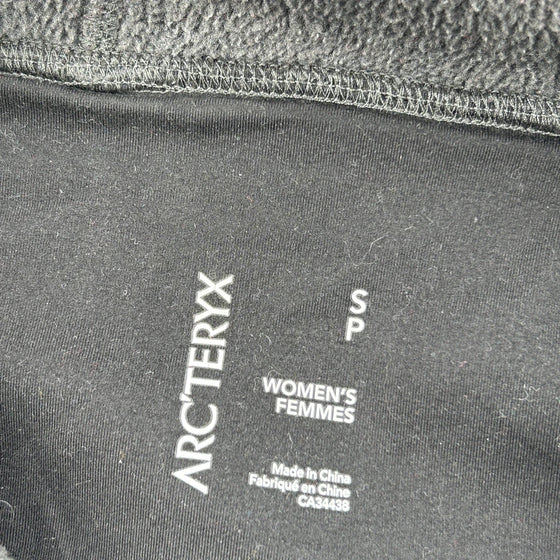 ARC'TERYX
S
P
WOMEN'S
FEMMES
Made in China
Fabriqué en Chine
CA34438